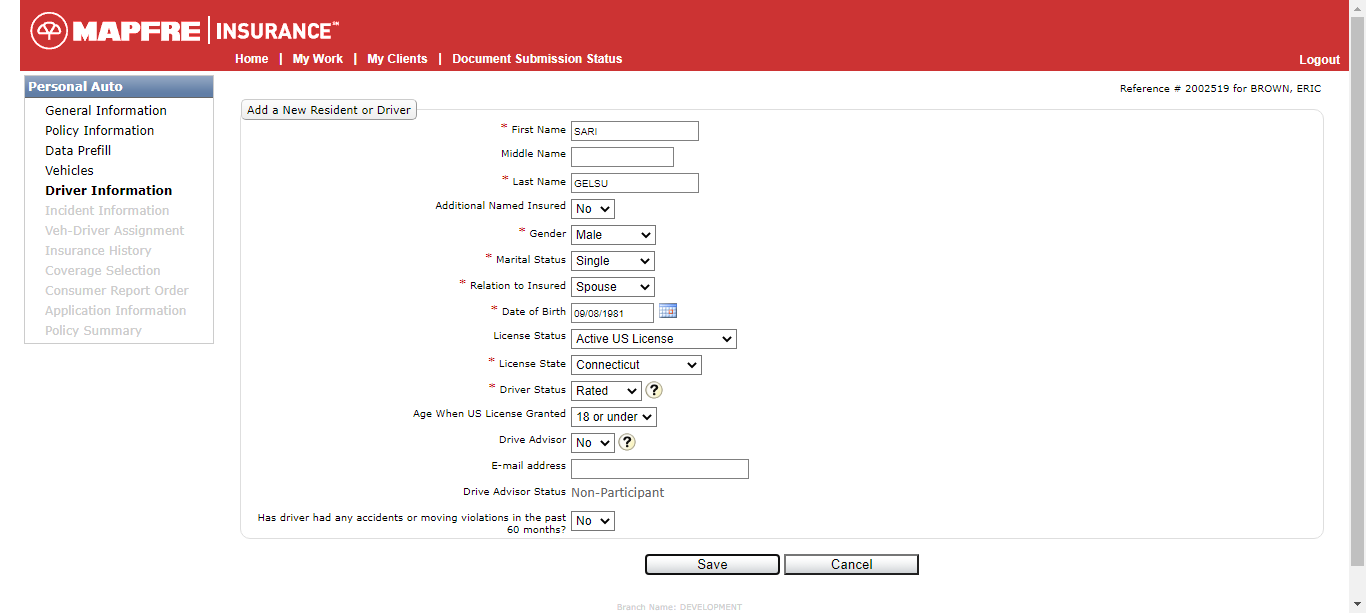 MAPFRE | INSURANCE℠
Home | My Work | My Clients | Document Submission Status
Logout
Personal Auto
General Information
Policy Information
Data Prefill
Vehicles
Driver Information
Incident Information
Veh-Driver Assignment
Insurance History
Coverage Selection
Consumer Report Order
Application Information
Policy Summary
Reference # 2002519 for BROWN, ERIC
Add a New Resident or Driver
* First Name SARI
Middle Name
* Last Name GELSU
Additional Named Insured No
* Gender Male
* Marital Status Single
* Relation to Insured Spouse
* Date of Birth 09/08/1981
License Status Active US License
* License State Connecticut
* Driver Status Rated ?
Age When US License Granted 18 or under
Drive Advisor No ?
E-mail address
Drive Advisor Status Non-Participant
Has driver had any accidents or moving violations in the past
60 months? No
Save Cancel
Branch Name: DEVELOPMENT